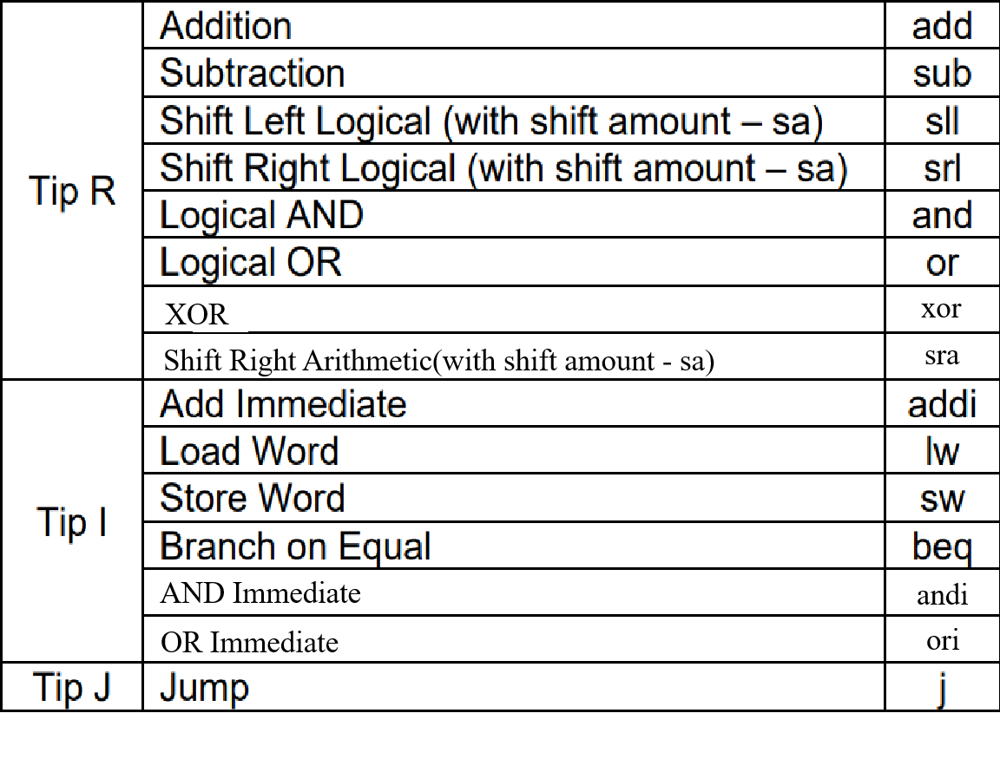 Tip R
Addition add
Subtraction sub
Shift Left Logical (with shift amount – sa) sll
Shift Right Logical (with shift amount – sa) srl
Logical AND and
Logical OR or
XOR xor
Shift Right Arithmetic(with shift amount - sa) sra
Tip I
Add Immediate addi
Load Word lw
Store Word sw
Branch on Equal beq
AND Immediate andi
OR Immediate ori
Tip J
Jump j